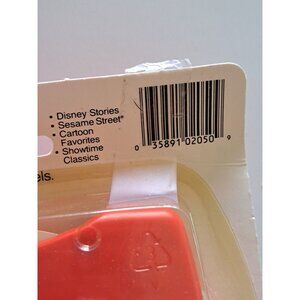 • Disney Stories
• Sesame Street®
• Cartoon
Favorites
• Showtime
Classics
0 35891 02050 9
els.